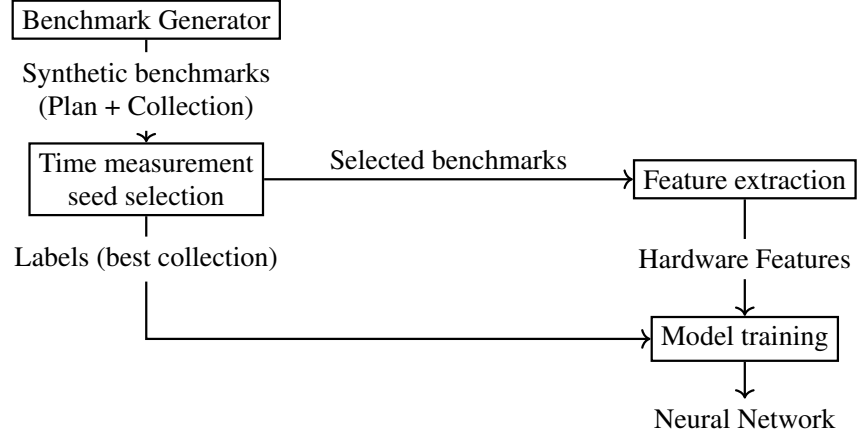 Benchmark Generator
Synthetic benchmarks
(Plan + Collection)
Time measurement
seed selection
Selected benchmarks
Feature extraction
Labels (best collection)
Hardware Features
Model training
Neural Network